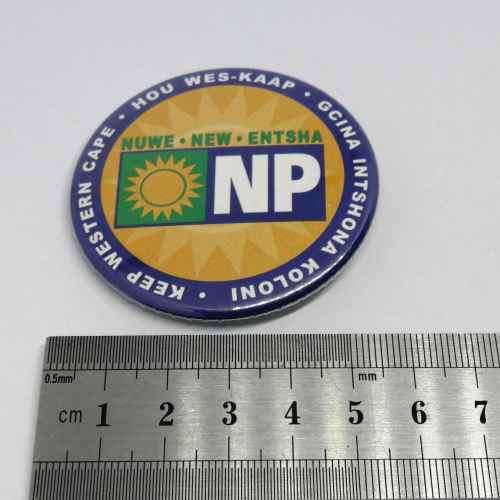 KEEP WESTERN CAPE • HOU WES-KAAP • GCINA INTSHONA KOLONI •
NUWE • NEW • ENTSHA
NP
0.5mm mm
cm 1 2 3 4 5 6 7